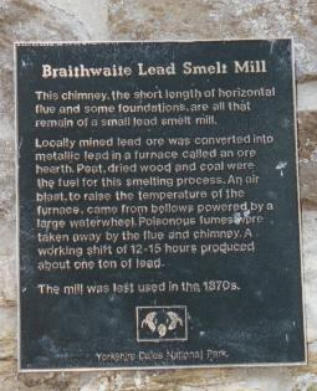 Braithwaite Lead Smelt Mill
This chimney, the short length of horizontal
flue and some foundations, are all that
remain of a small lead smelt mill.
Locally mined lead ore was converted into
metallic lead in a furnace called an ore
hearth. Peat, dried wood and coal were
the fuel for this smelting process. An air
blast, to raise the temperature of the
furnace, came from bellows powered by a
large waterwheel. Poisonous fumes were
taken away by the flue and chimney. A
working shift of 12-15 hours produced
about one ton of lead.
The mill was last used in the 1870s.
Yorkshire Dales National Park